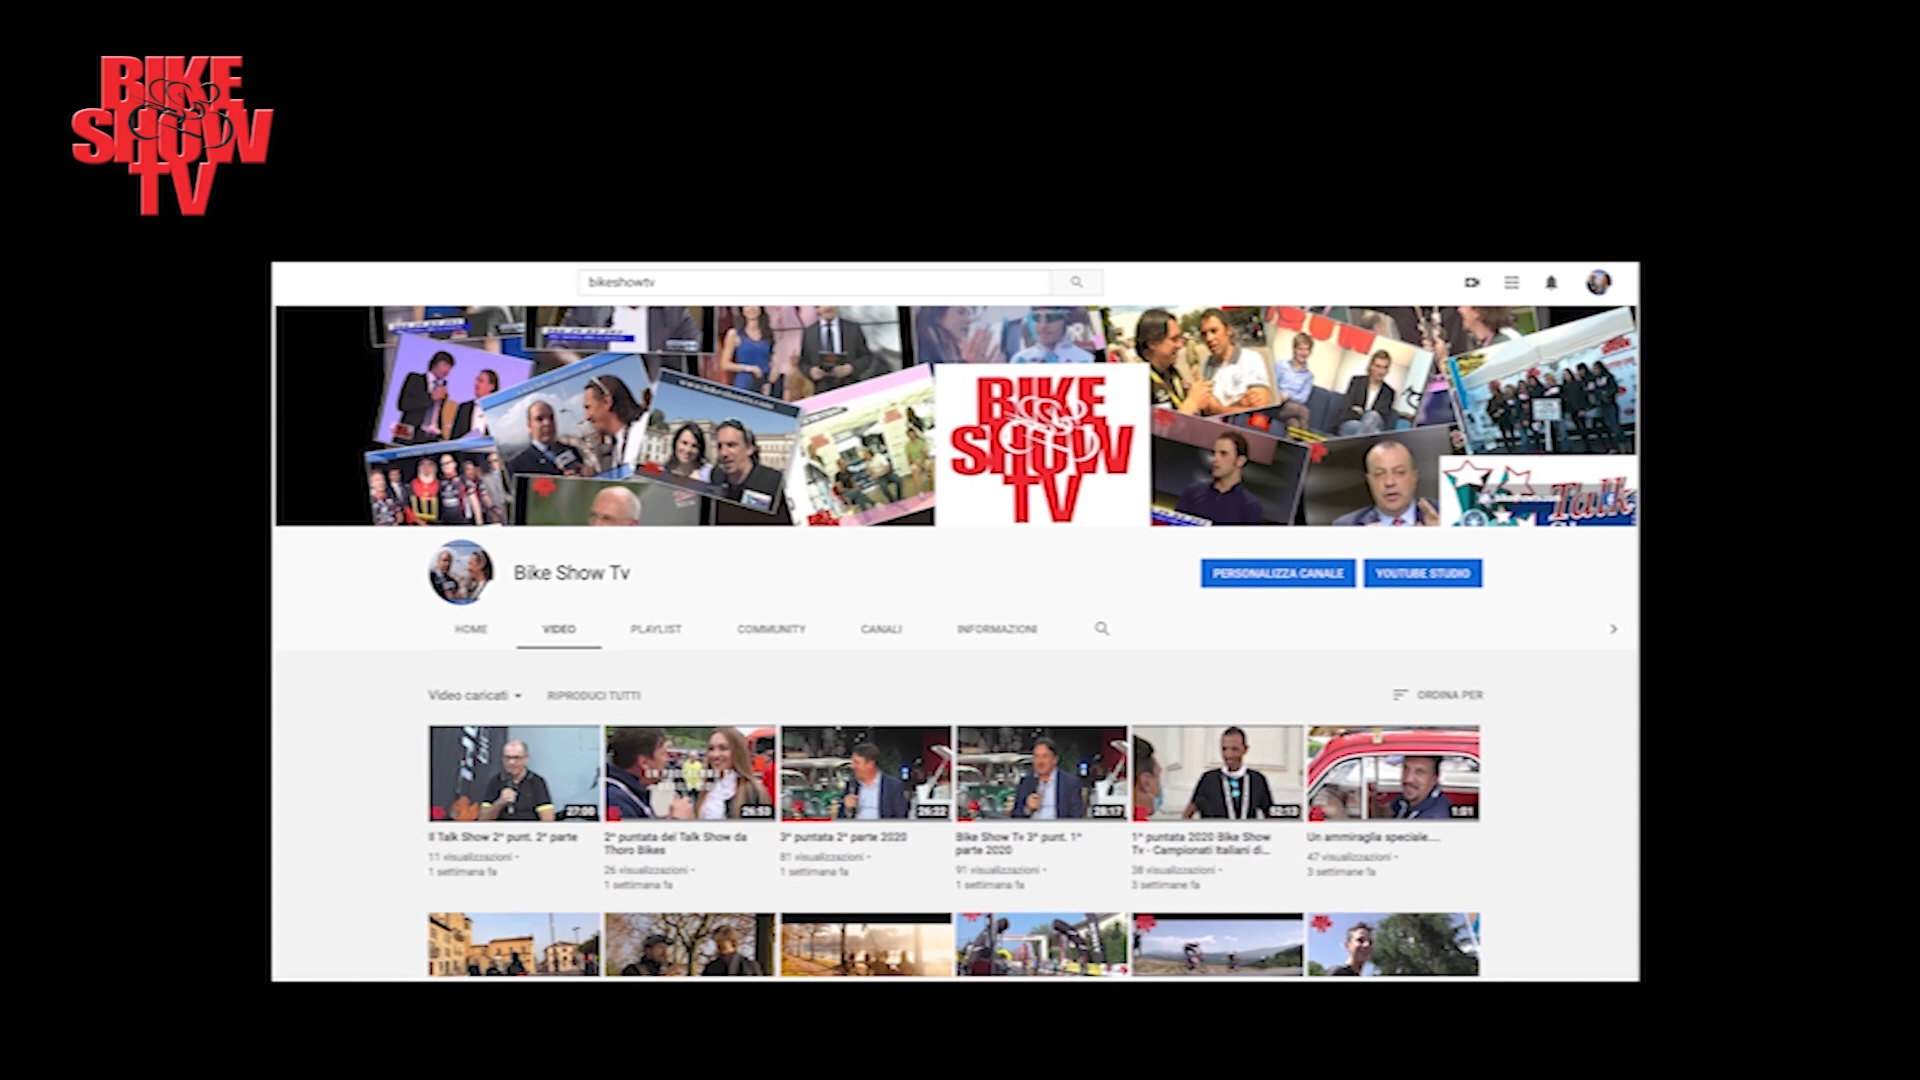 BIKE
SHOW
TV
bikeshowtv
BIKE
SHOW
TV
Talk
Bike Show Tv
PERSONALIZZA CANALE
YOUTUBE STUDIO
HOME
VIDEO
PLAYLIST
COMMUNITY
CANALI
INFORMAZIONI
Video caricati
RIPRODUCI TUTTI
ORDINA PER
27:00
26:53
26:22
28:17
52:13
1:01
Il Talk Show 2ª punt. 2ª parte
11 visualizzazioni •
1 settimana fa
2ª puntata del Talk Show da
Thoro Bikes
26 visualizzazioni •
1 settimana fa
3ª puntata 2ª parte 2020
81 visualizzazioni •
1 settimana fa
Bike Show Tv 3ª punt. 1ª
parte 2020
91 visualizzazioni •
1 settimana fa
1ª puntata 2020 Bike Show
Tv - Campionati Italiani di...
38 visualizzazioni •
3 settimane fa
Un ammiraglia speciale....
47 visualizzazioni •
3 settimane fa